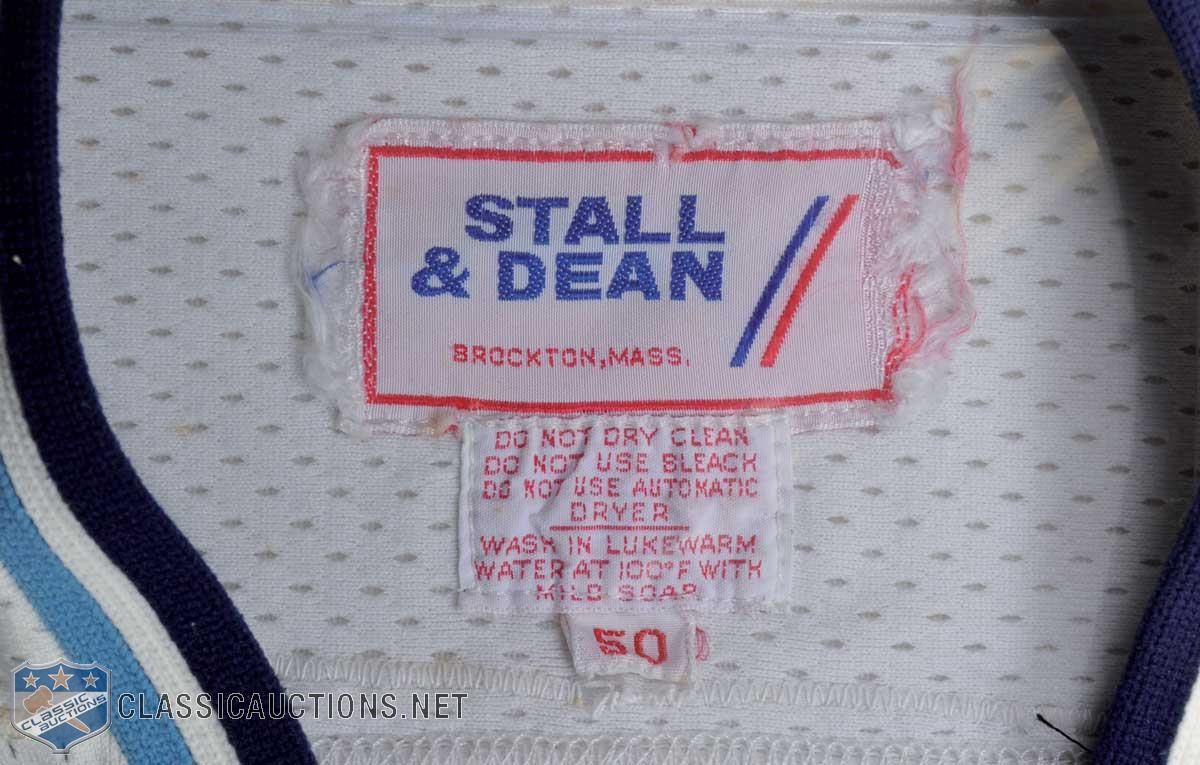 STALL
& DEAN
BROCKTON, MASS.
DO NOT DRY CLEAN
DO NOT USE BLEACH
DO NOT USE AUTOMATIC
DRYER
WASH IN LUKEWARM
WATER AT 100°F WITH
MILD SOAP
50
CLASSIC
AUCTIONS
CLASSICAUCTIONS.NET